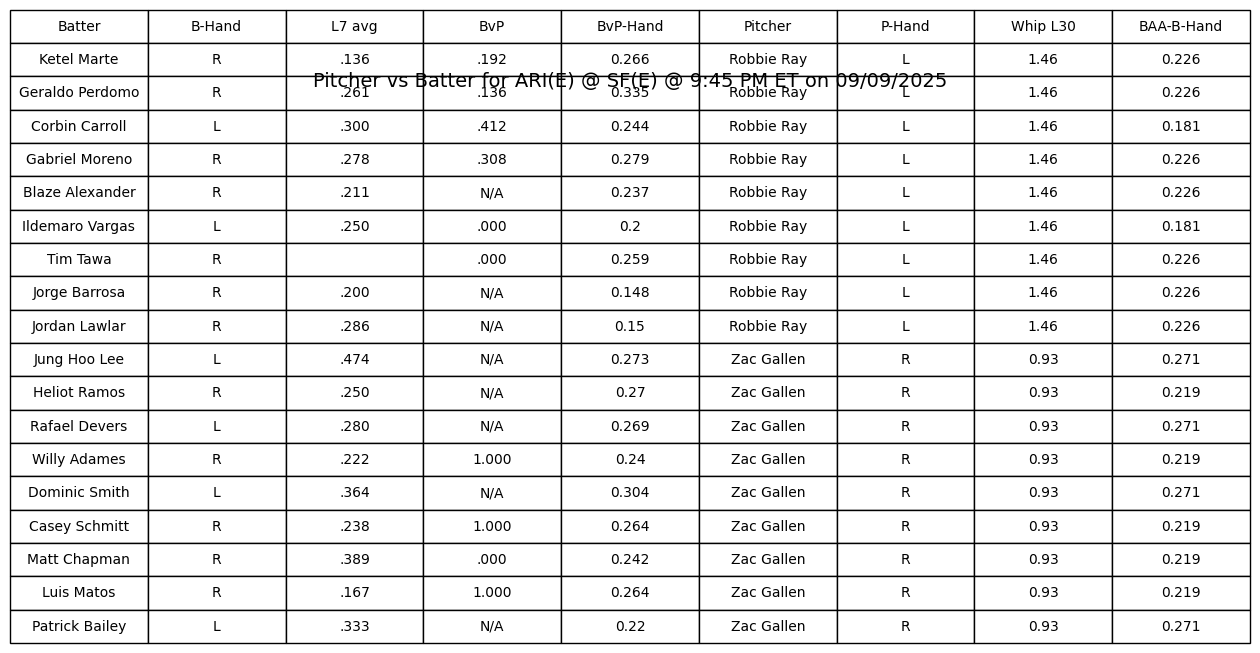 Batter B-Hand L7 avg BvP BvP-Hand Pitcher P-Hand Whip L30 BAA-B-Hand
Ketel Marte R .136 .192 0.266 Robbie Ray L 1.46 0.226
Pitcher vs Batter for ARI(E) @ SF(E) @ 9:45 PM ET on 09/09/2025
Geraldo Perdomo R .261 .136 0.335 Robbie Ray L 1.46 0.226
Corbin Carroll L .300 .412 0.244 Robbie Ray L 1.46 0.181
Gabriel Moreno R .278 .308 0.279 Robbie Ray L 1.46 0.226
Blaze Alexander R .211 N/A 0.237 Robbie Ray L 1.46 0.226
Ildemaro Vargas L .250 .000 0.2 Robbie Ray L 1.46 0.181
Tim Tawa R .000 0.259 Robbie Ray L 1.46 0.226
Jorge Barrosa R .200 N/A 0.148 Robbie Ray L 1.46 0.226
Jordan Lawlar R .286 N/A 0.15 Robbie Ray L 1.46 0.226
Jung Hoo Lee L .474 N/A 0.273 Zac Gallen R 0.93 0.271
Heliot Ramos R .250 N/A 0.27 Zac Gallen R 0.93 0.219
Rafael Devers L .280 N/A 0.269 Zac Gallen R 0.93 0.271
Willy Adames R .222 1.000 0.24 Zac Gallen R 0.93 0.219
Dominic Smith L .364 N/A 0.304 Zac Gallen R 0.93 0.271
Casey Schmitt R .238 1.000 0.264 Zac Gallen R 0.93 0.219
Matt Chapman R .389 .000 0.242 Zac Gallen R 0.93 0.219
Luis Matos R .167 1.000 0.264 Zac Gallen R 0.93 0.219
Patrick Bailey L .333 N/A 0.22 Zac Gallen R 0.93 0.271